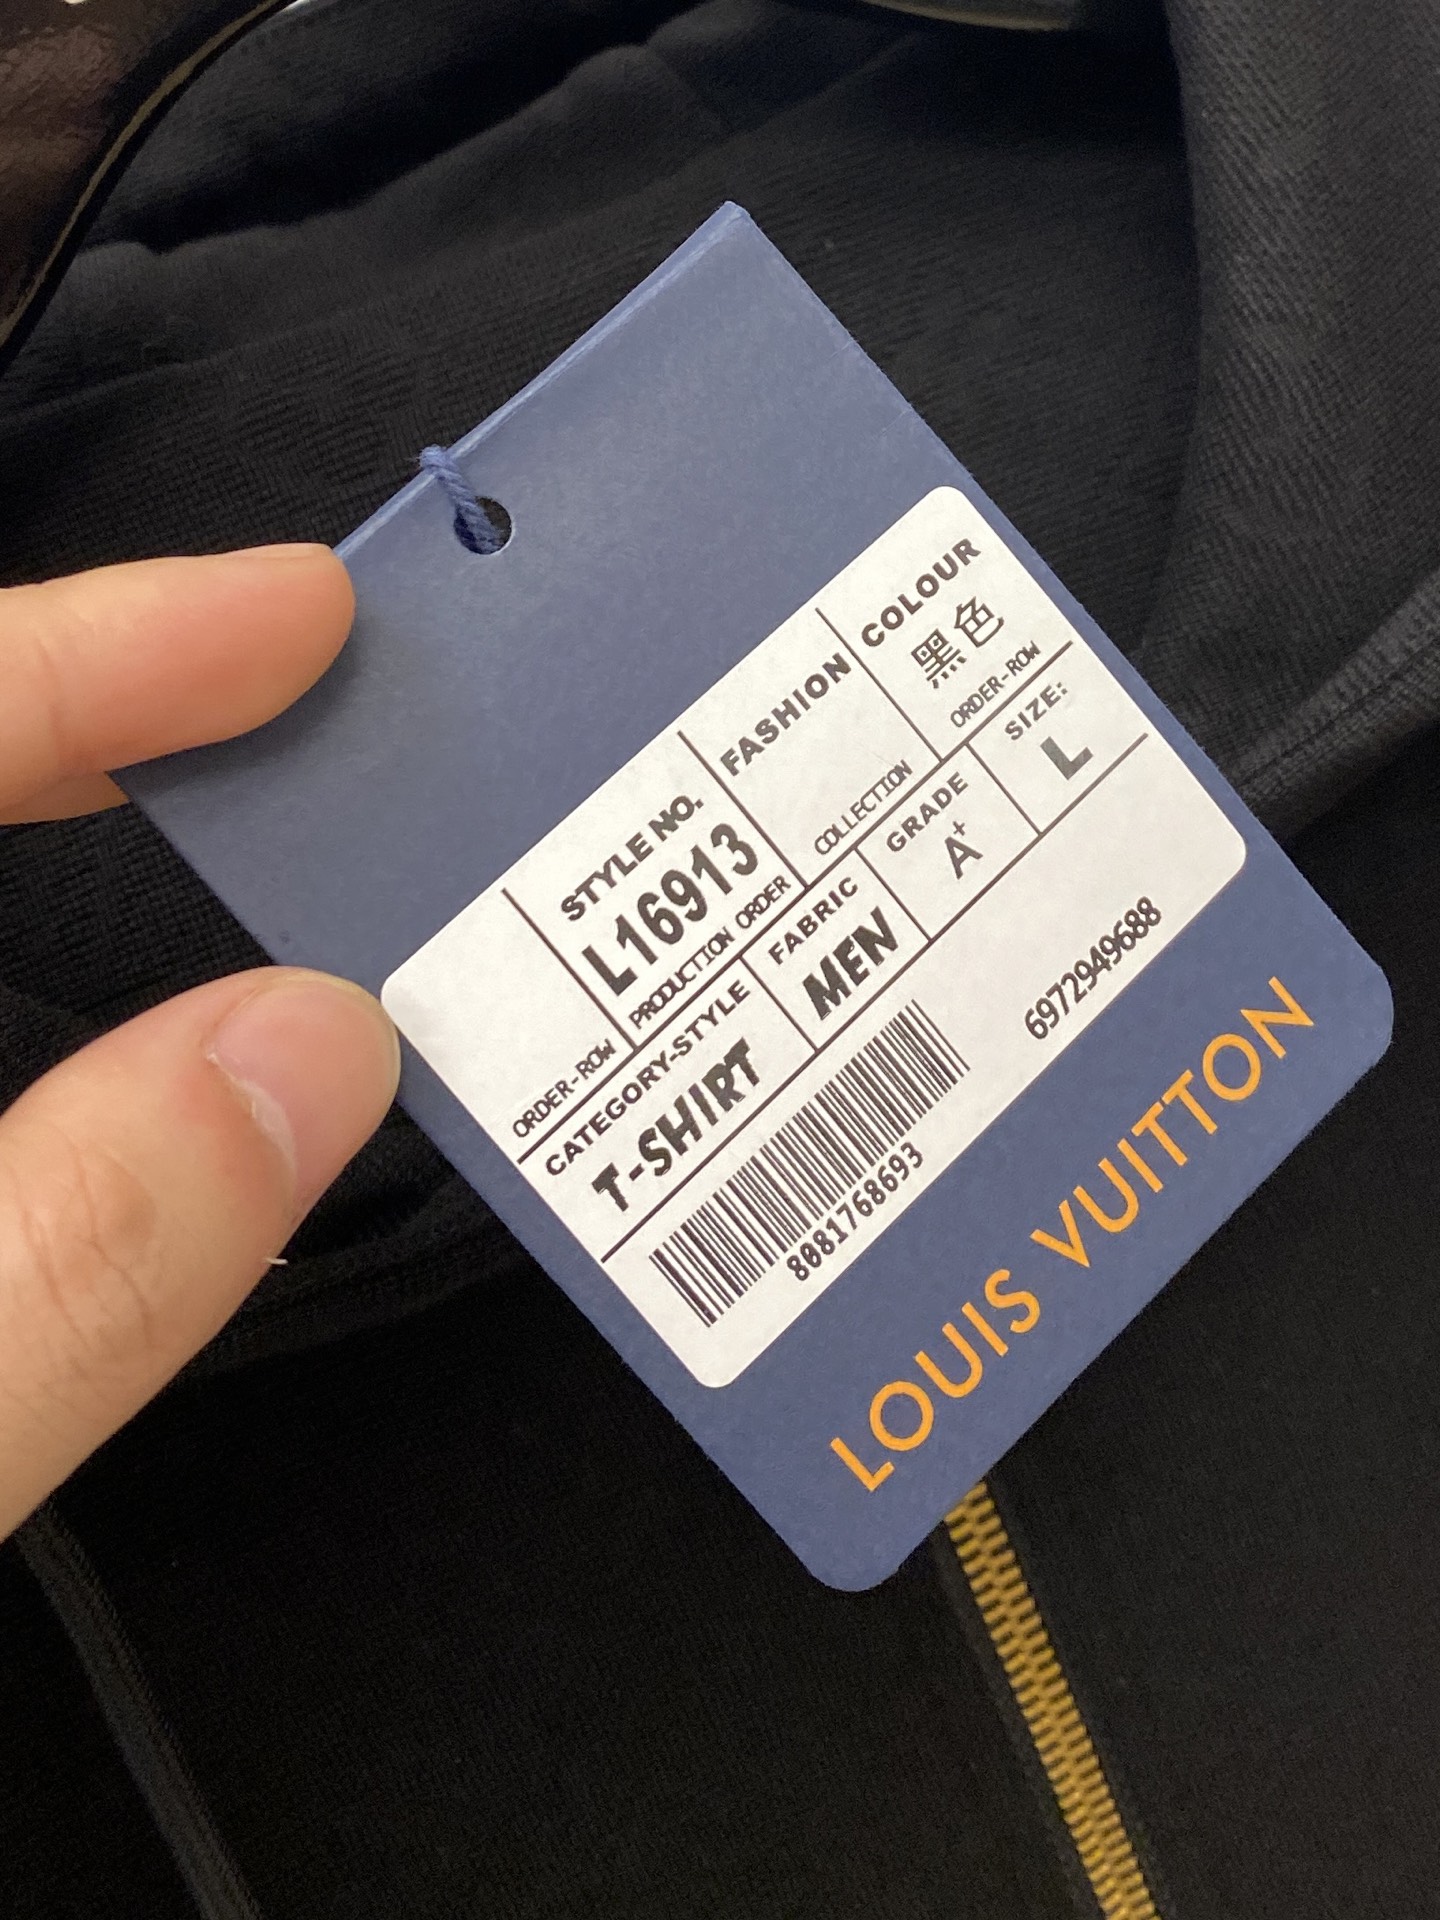 COLOUR
黑色
ORDER-ROW
FASHION
COLLECTION
STYLE NO.
L16913
PRODUCTION ORDER
ORDER-ROW
SIZE:
L
GRADE
A+
FABRIC
MEN
CATEGORY-STYLE
T-SHIRT
6972949688
8081768693
LOUIS VUITTON